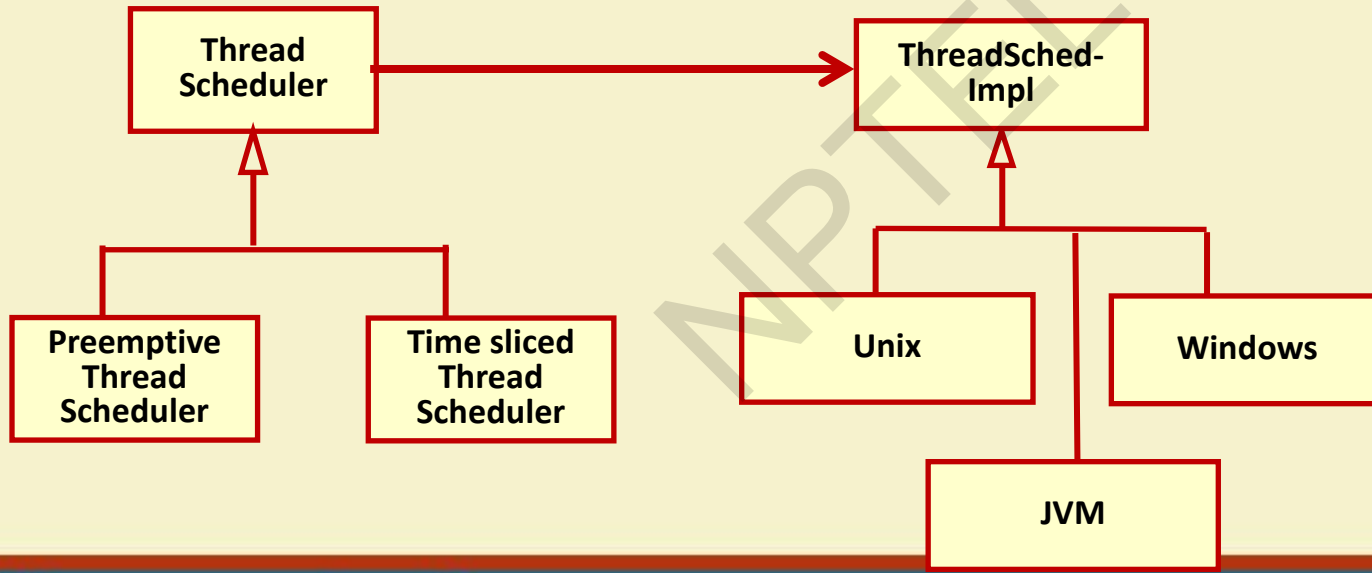 Thread
Scheduler
ThreadSched-
Impl
Preemptive
Thread
Scheduler
Time sliced
Thread
Scheduler
Unix
Windows
JVM
NPTEL